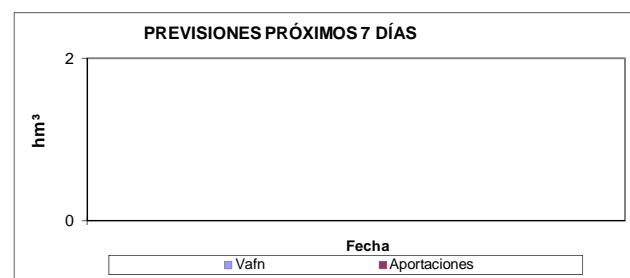 PREVISIONES PRÓXIMOS 7 DÍAS
2
hm³
0
Fecha
Vafn Aportaciones